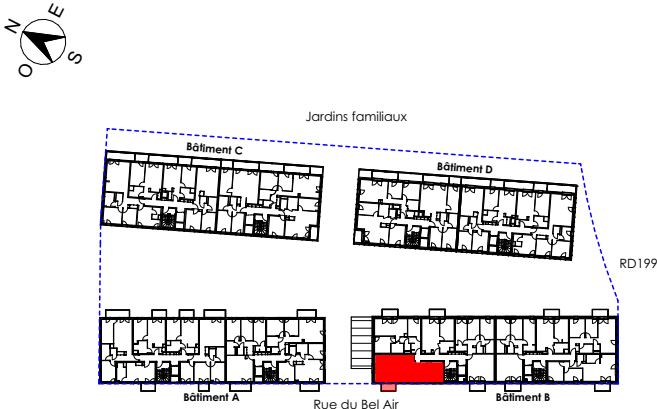 N
E
O
S
Jardins familiaux
Bâtiment C
Bâtiment D
RD199
Bâtiment A
Rue du Bel Air
Bâtiment B